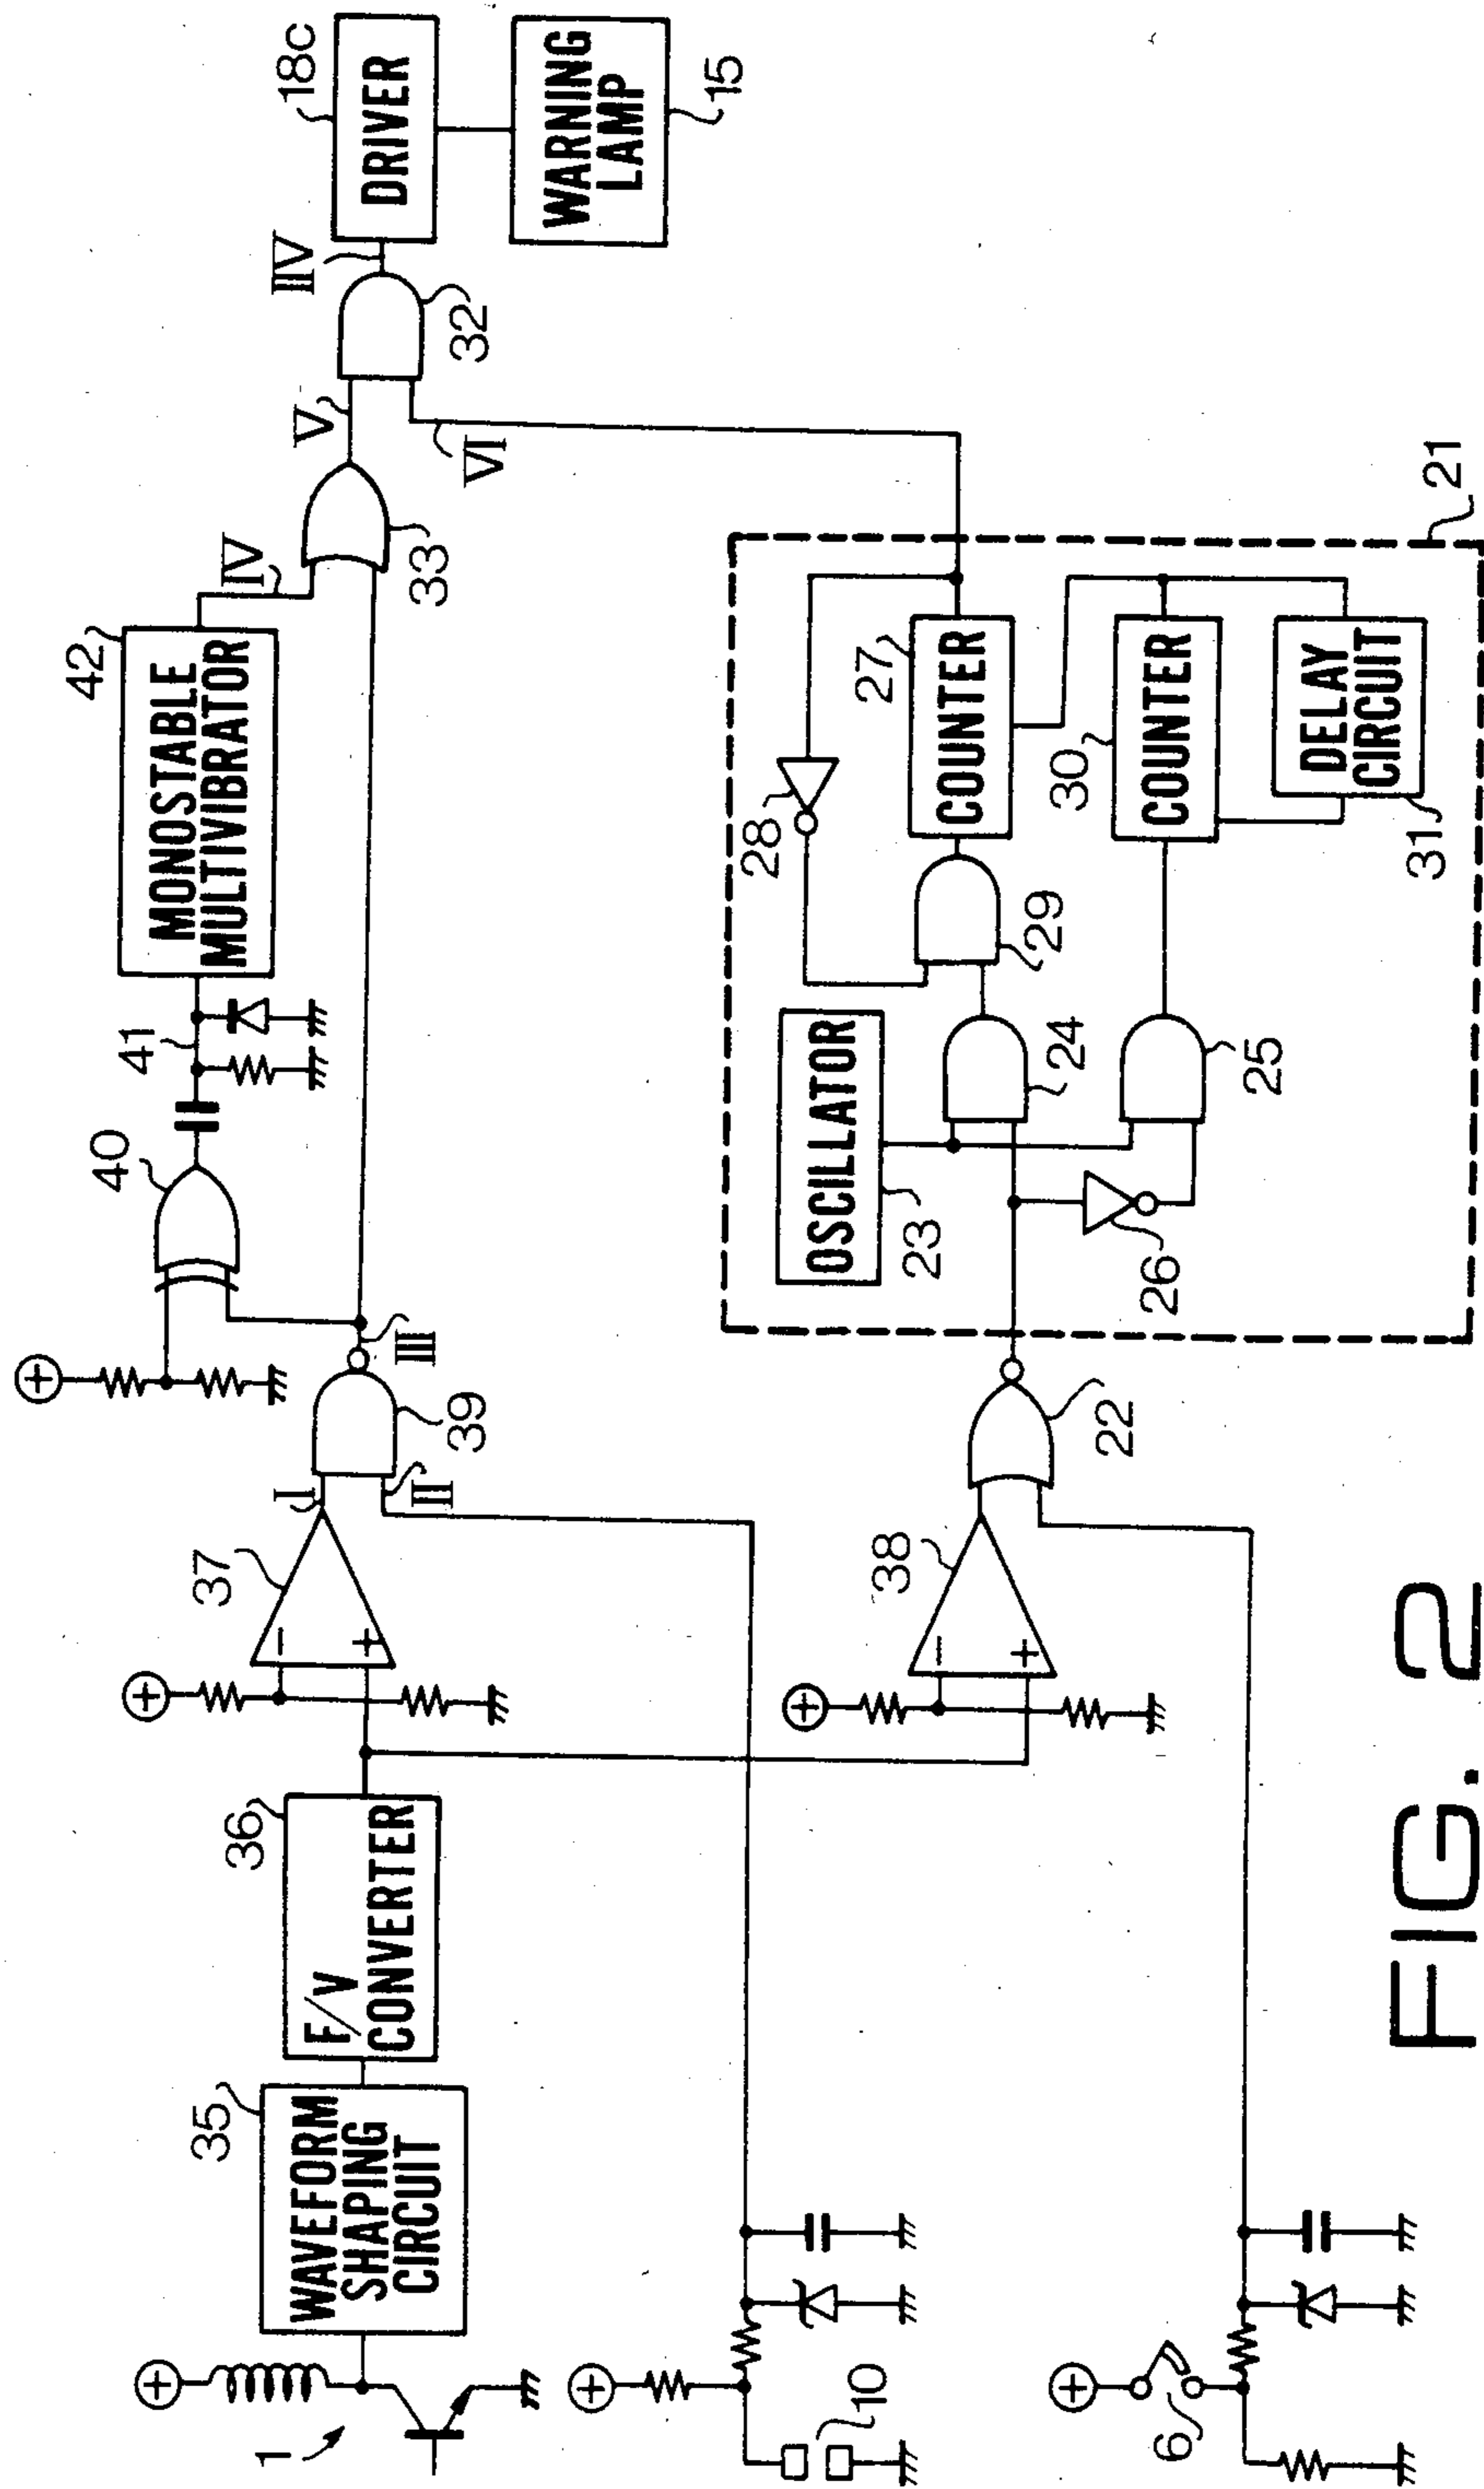 1
35
WAVEFORM
SHAPING
CIRCUIT
36
F/V
CONVERTER
37
-
+
I
II
39
III
40
41
42
MONOSTABLE
MULTIVIBRATOR
IV
33
V
VI
32
IIV
18c
DRIVER
WARNING
LAMP
15
10
38
-
+
22
21
OSCILLATOR
23
24
25
26
28
29
27
COUNTER
30
COUNTER
DELAY
CIRCUIT
31
6
FIG. 2